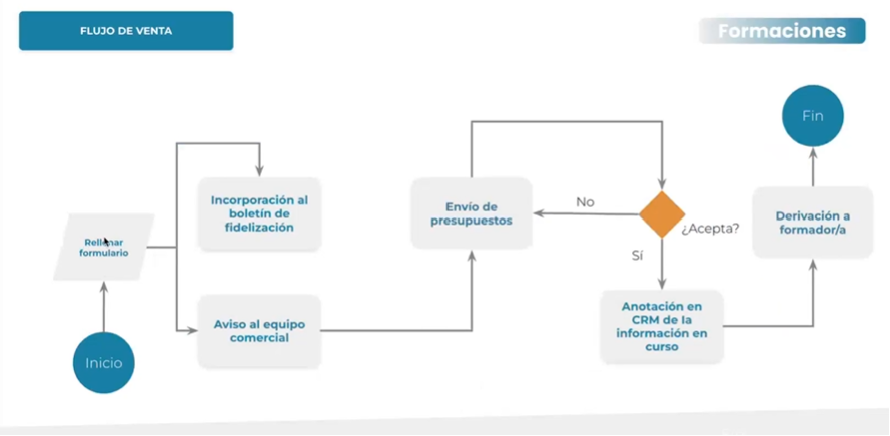 FLUJO DE VENTA
Formaciones
Inicio
Rellenar
formulario
Incorporación al
boletín de
fidelización
Aviso al equipo
comercial
Envío de
presupuestos
No
¿Acepta?
Sí
Anotación en
CRM de la
información en
curso
Derivación a
formador/a
Fin